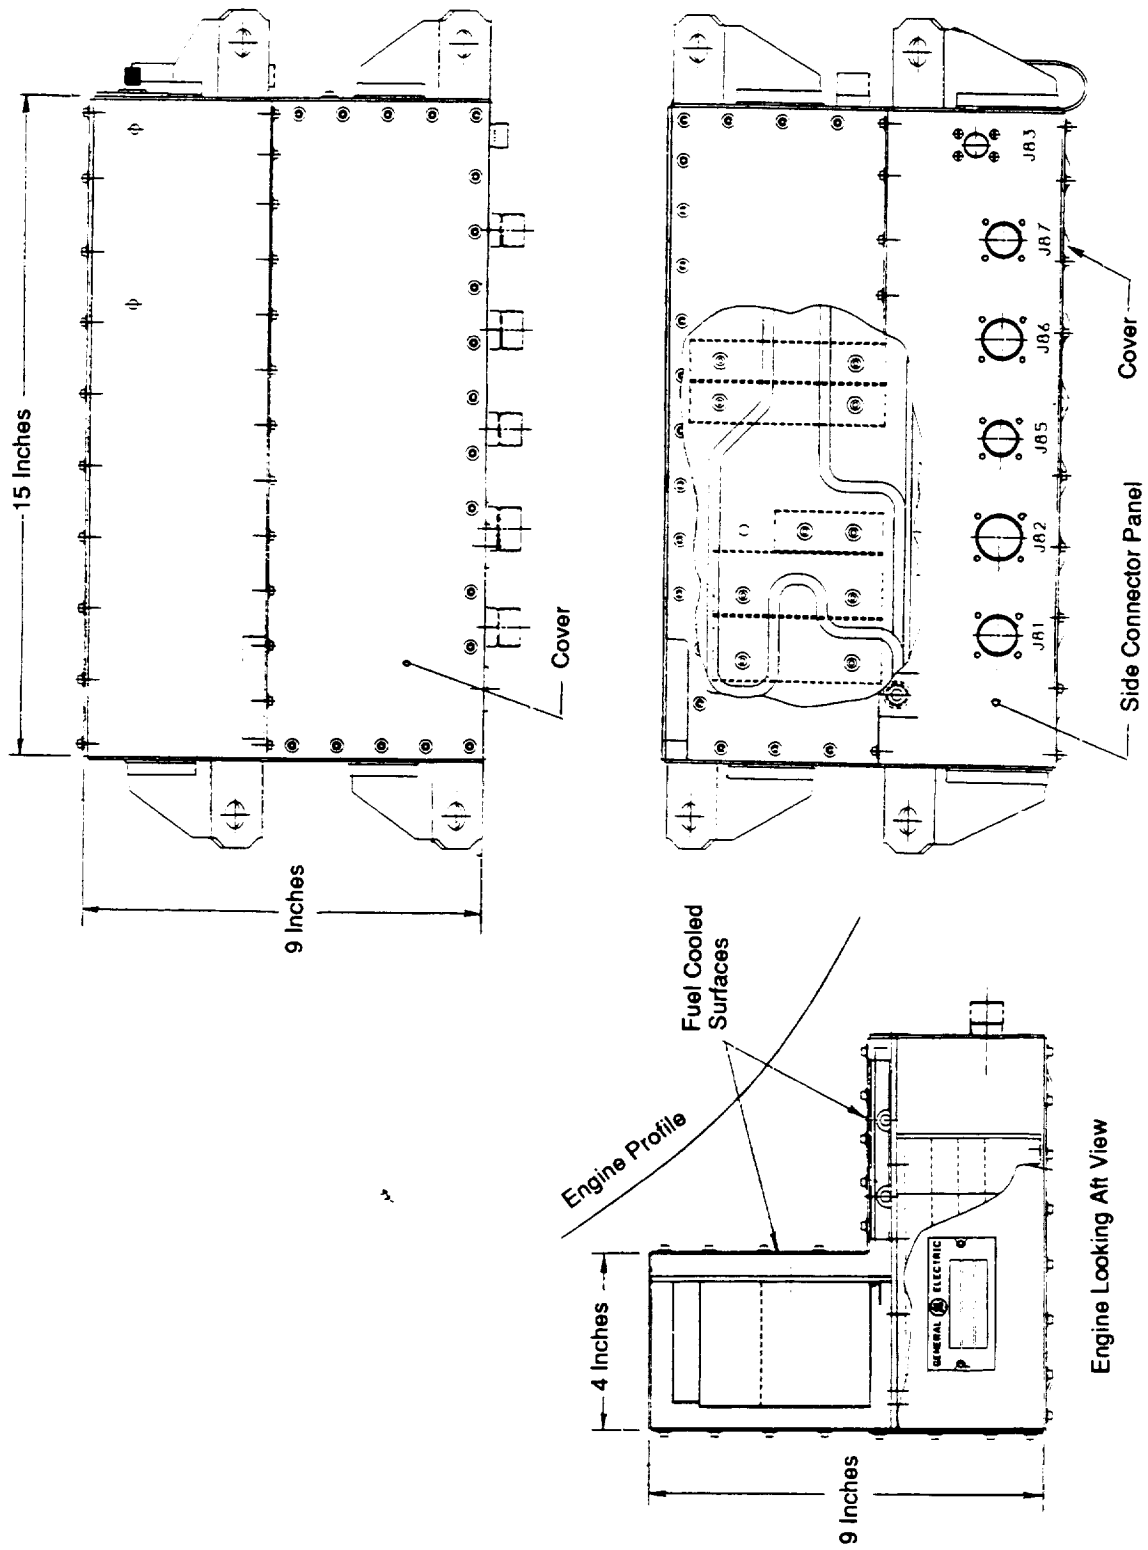 15 Inches
9 Inches
Cover
J83
J87
J86
J85
J82
J81
Cover
Side Connector Panel
Fuel Cooled
Surfaces
Engine Profile
4 Inches
9 Inches
GENERAL ELECTRIC
Engine Looking Aft View